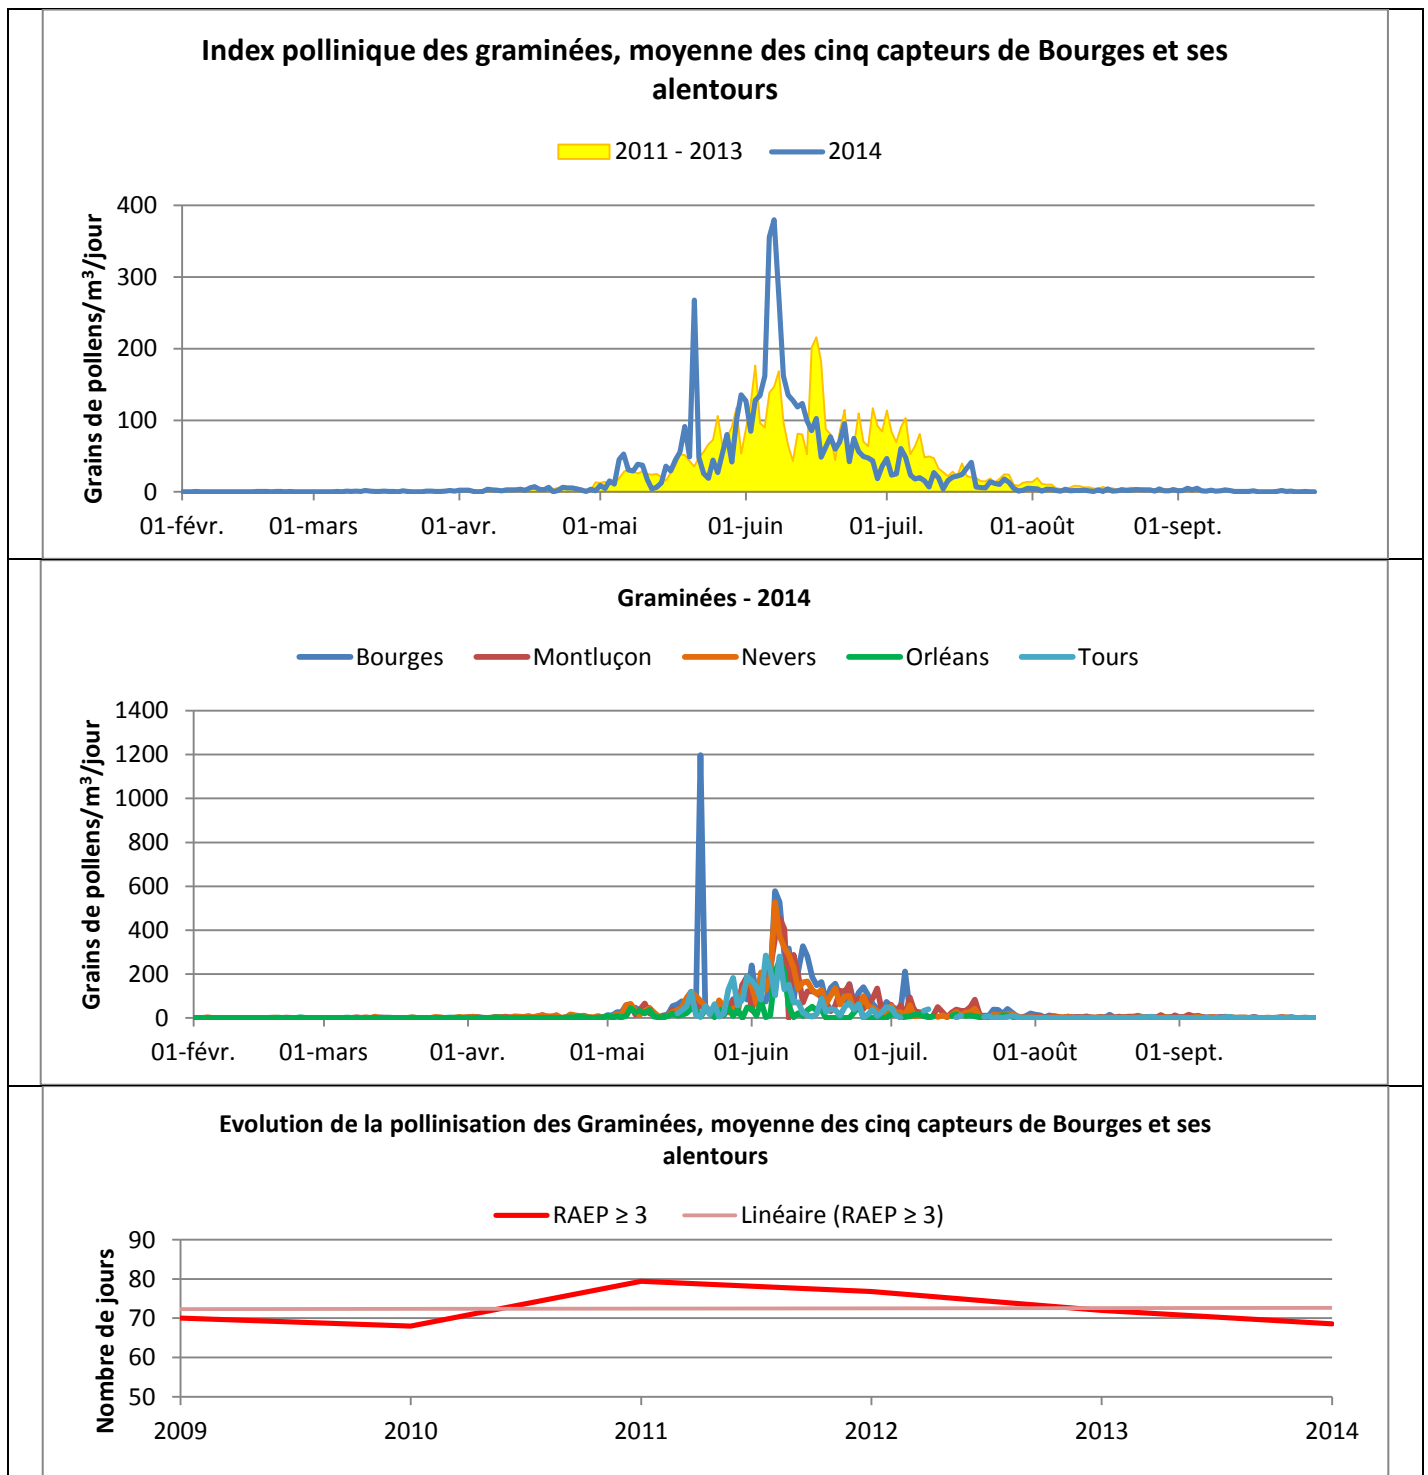 Index pollinique des graminées, moyenne des cinq capteurs de Bourges et ses
alentours
2011 - 2013 2014
Grains de pollens/m³/jour
400
300
200
100
0
01-févr. 01-mars 01-avr. 01-mai 01-juin 01-juil. 01-août 01-sept.
Graminées - 2014
Bourges Montluçon Nevers Orléans Tours
Grains de pollens/m³/jour
1400
1200
1000
800
600
400
200
0
01-févr. 01-mars 01-avr. 01-mai 01-juin 01-juil. 01-août 01-sept.
Evolution de la pollinisation des Graminées, moyenne des cinq capteurs de Bourges et ses
alentours
RAEP ≥ 3 Linéaire (RAEP ≥ 3)
Nombre de jours
90
80
70
60
50
2009 2010 2011 2012 2013 2014